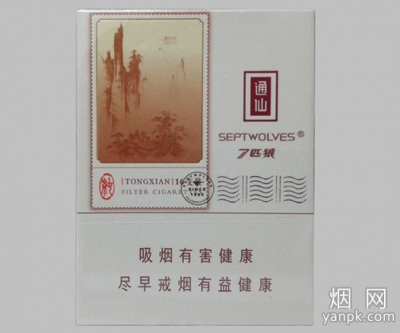 通仙
SEPTWOLVES®
7匹狼
TONGXIAN
FILTER CIGARE
吸烟有害健康
尽早戒烟有益健康
烟网
yanpk.com